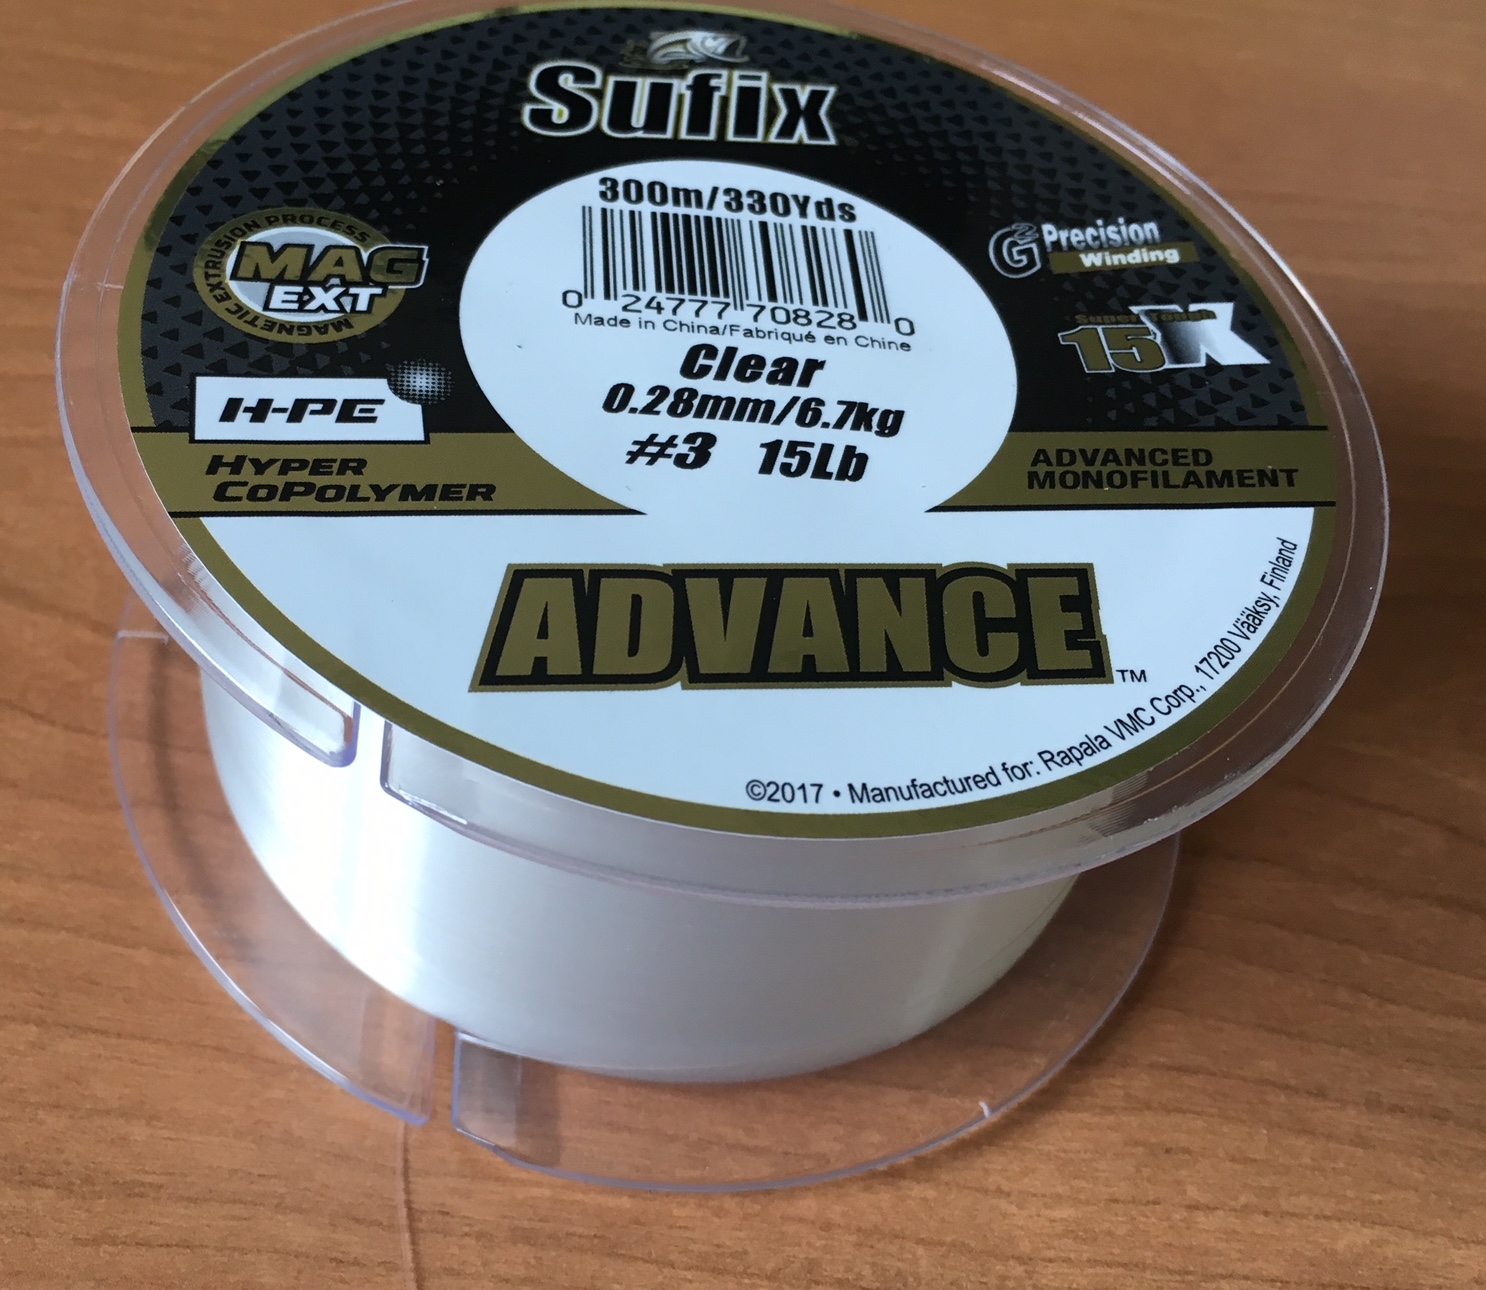 Sufix
300m/330Yds
0 24777 70828 0
Made in China/Fabriqué en Chine
Clear
0.28mm/6.7kg
#3 15Lb
MAGNETIC EXTRUSION PROCESS
MAG
EXT
H-PE
HYPER
COPOLYMER
G2 Precision
Winding
Super Tough
15X
ADVANCED
MONOFILAMENT
ADVANCE™
©2017 • Manufactured for: Rapala VMC Corp., 17200 Vääksy, Finland